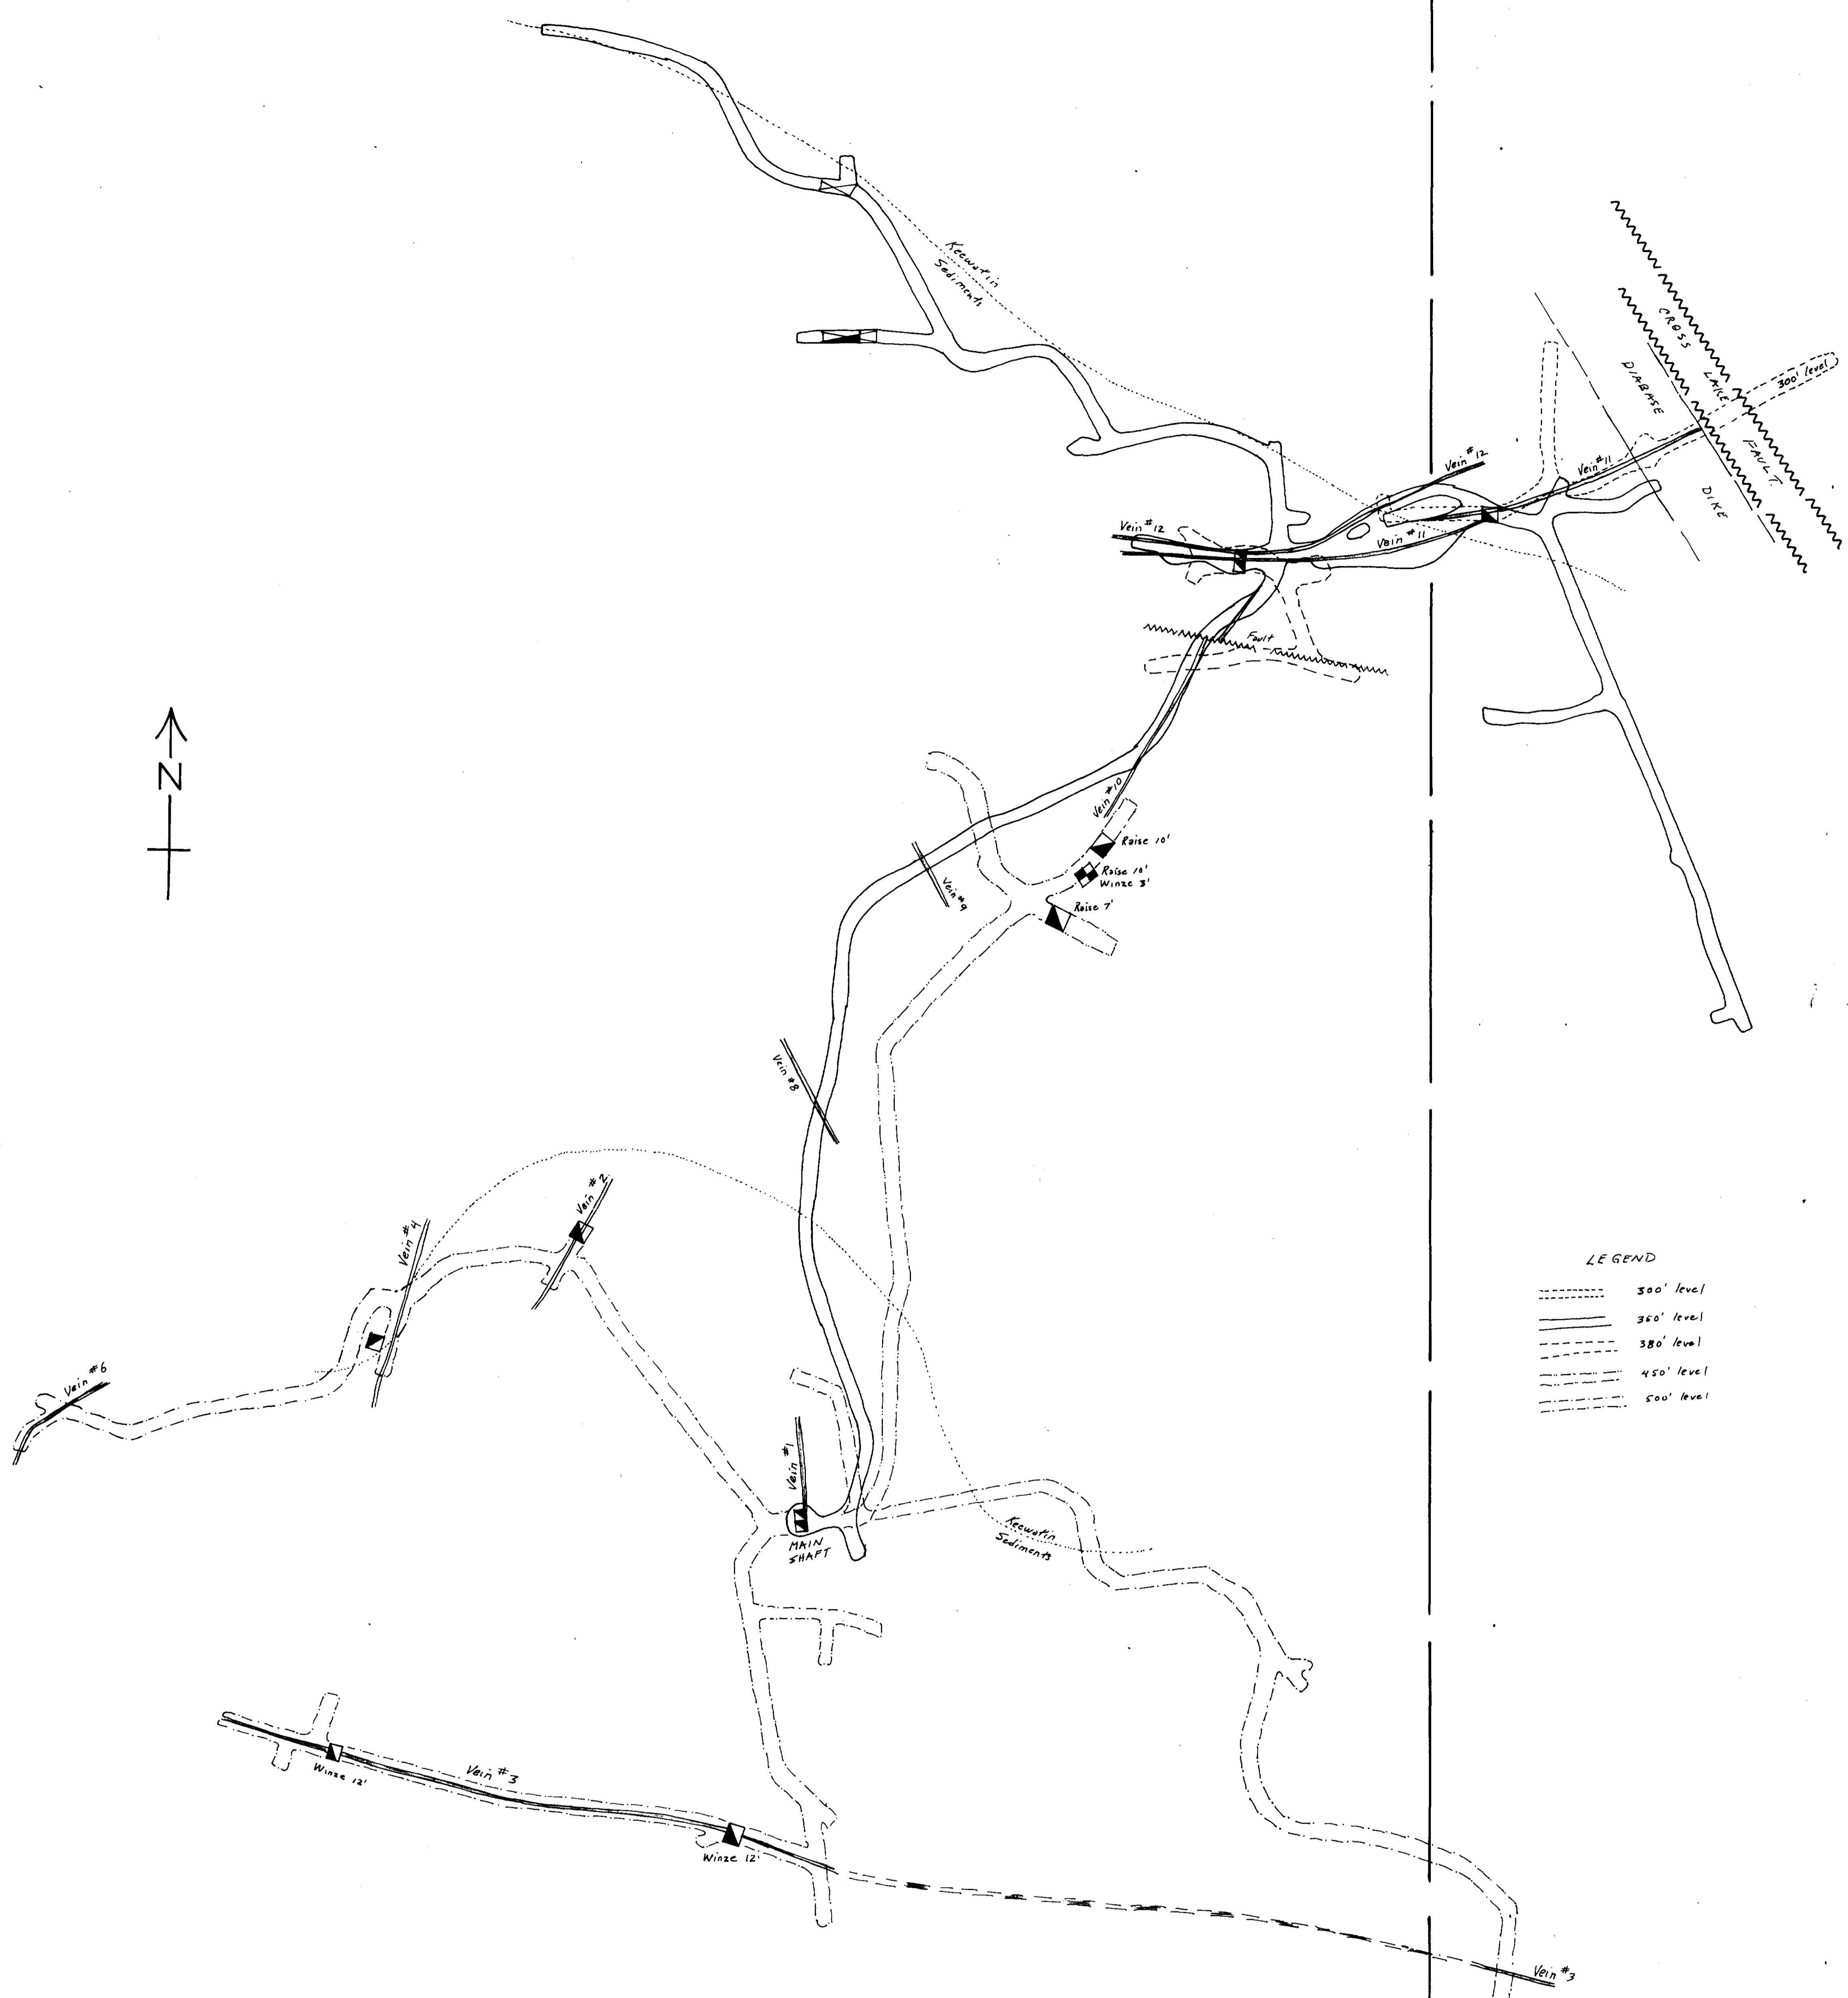 Keewatin
Sediments
CROSS
LAKE
FAULT.
DIABASE
DIKE
300' level
Vein #12
Vein #11
Vein #12
Vein #11
Fault
Vein #10
Raise 10'
Raise 10'
Winze 3'
Raise 7'
Vein #9
N
Vein #8
Vein #2
Vein #4
Vein #6
LEGEND
300' level
350' level
380' level
450' level
500' level
Vein #1
MAIN
SHAFT
Keewatin
Sediments
Winze 12'
Vein #3
Winze 12'
Vein #3